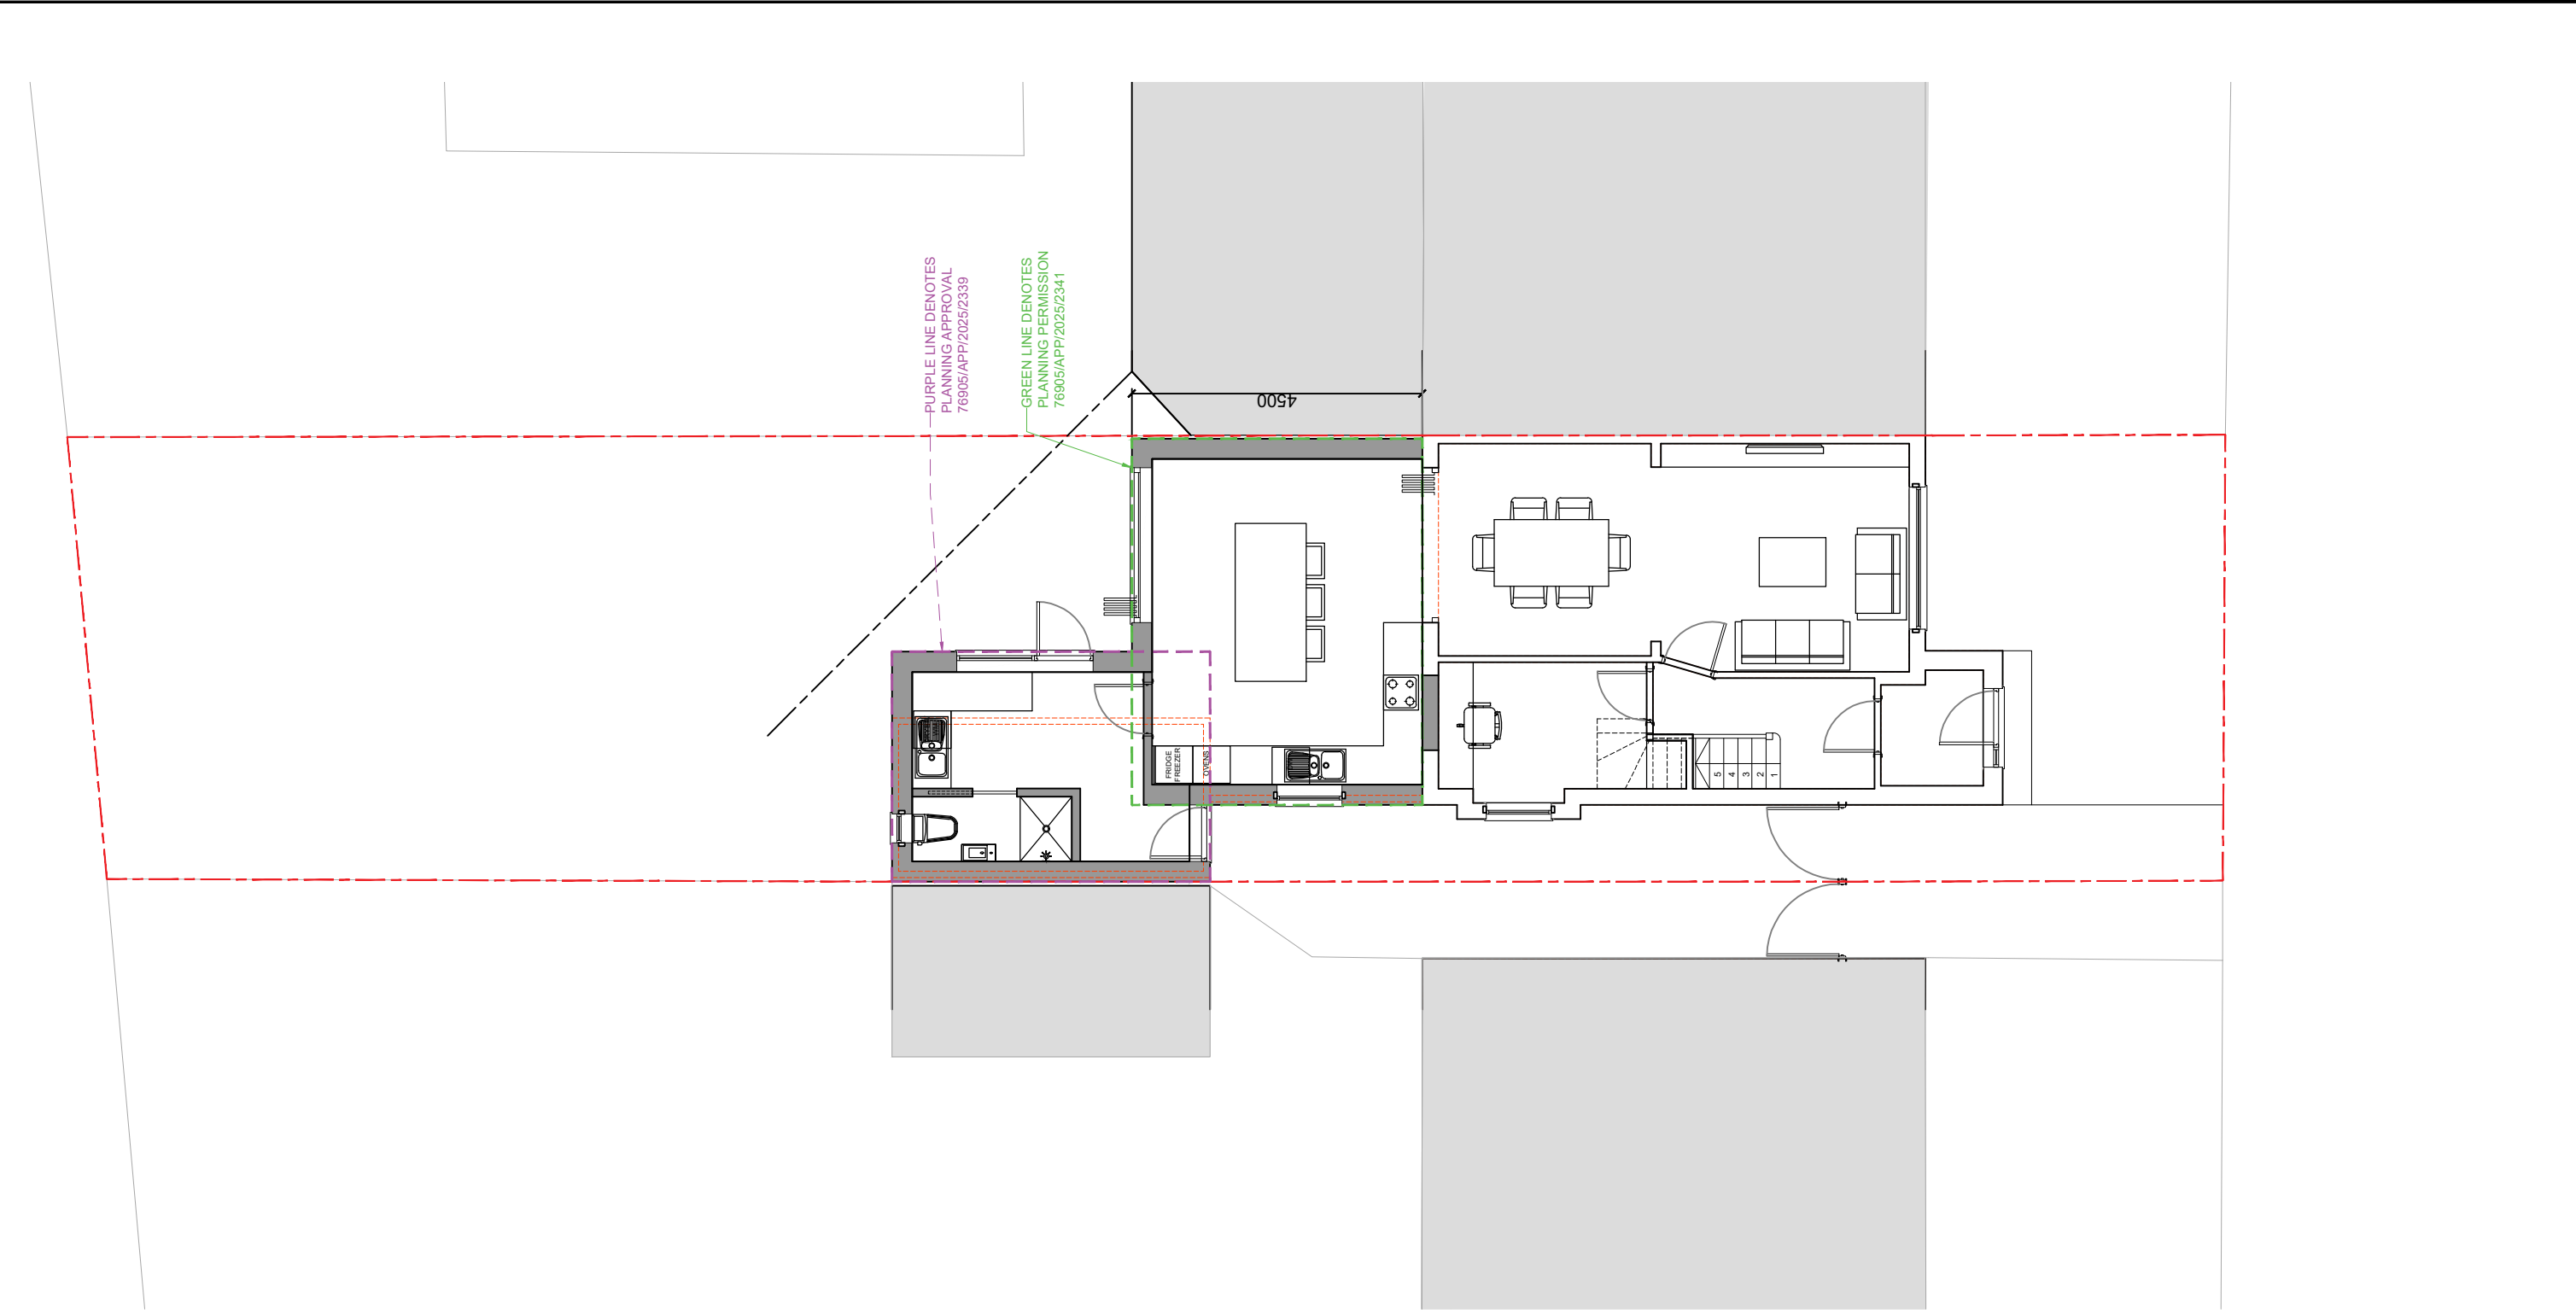 PURPLE LINE DENOTES
PLANNING APPROVAL
76905/APP/2025/2339
GREEN LINE DENOTES
PLANNING PERMISSION
76905/APP/2025/2341
4500
FRIDGE
FREEZER
OVENS
5
4
3
2
1